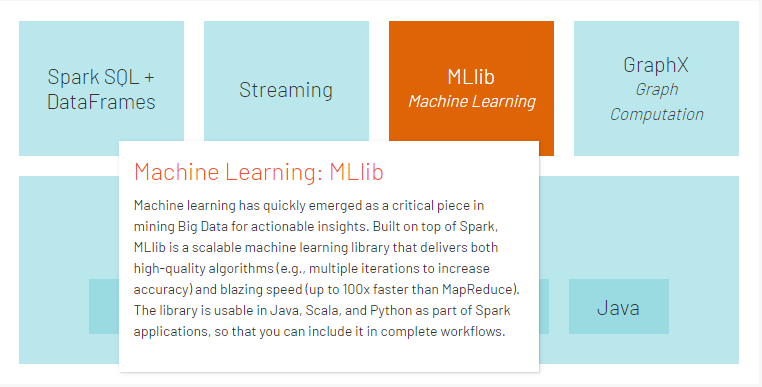 Spark SQL +
DataFrames
Streaming
MLlib
Machine Learning
GraphX
Graph
Computation
Machine Learning: MLlib
Machine learning has quickly emerged as a critical piece in
mining Big Data for actionable insights. Built on top of Spark,
MLlib is a scalable machine learning library that delivers both
high-quality algorithms (e.g., multiple iterations to increase
accuracy) and blazing speed (up to 100x faster than MapReduce).
The library is usable in Java, Scala, and Python as part of Spark
applications, so that you can include it in complete workflows.
Java